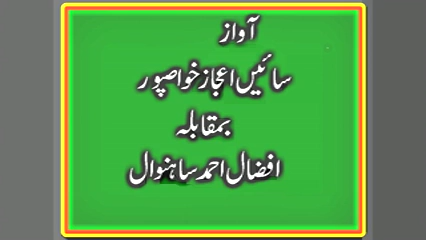 آواز
سائیں اعجاز خواصپور
بمقابلہ
افضال احمد ساہنوال